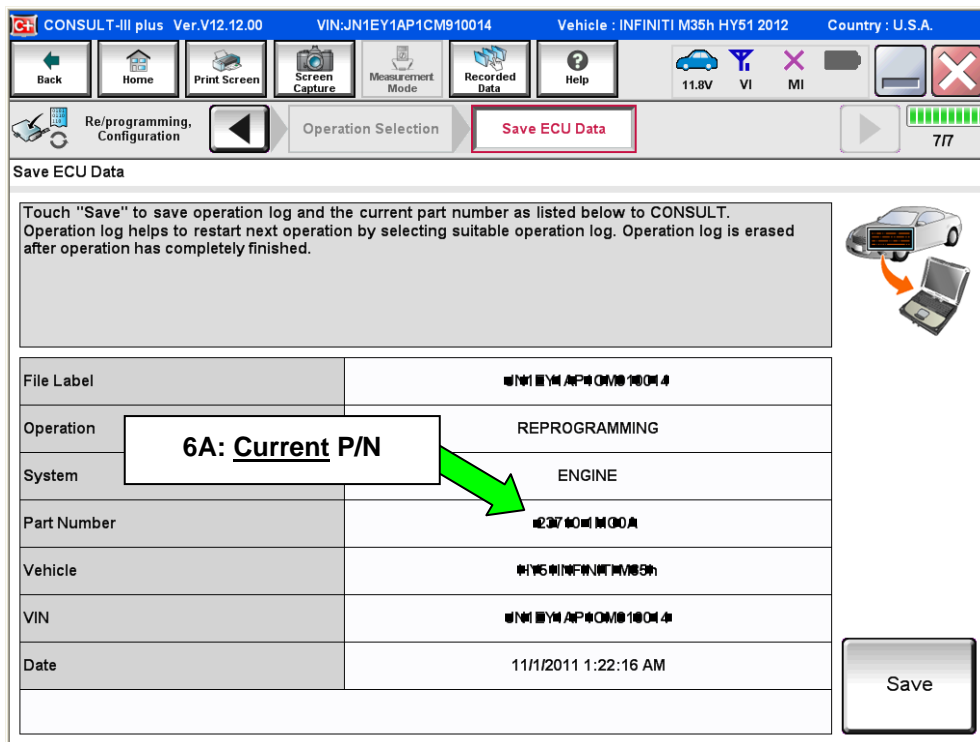 C+ CONSULT-III plus Ver.V12.12.00 VIN:JN1EY1AP1CM910014 Vehicle : INFINITI M35h HY51 2012 Country : U.S.A.
Back Home Print Screen Screen Capture Measurement Mode Recorded Data Help 11.8V VI MI
Re/programming, Configuration Operation Selection Save ECU Data 7/7
Save ECU Data
Touch "Save" to save operation log and the current part number as listed below to CONSULT.
Operation log helps to restart next operation by selecting suitable operation log. Operation log is erased
after operation has completely finished.
File Label
Operation REPROGRAMMING
6A: Current P/N
System ENGINE
Part Number
Vehicle
VIN
Date 11/1/2011 1:22:16 AM
Save